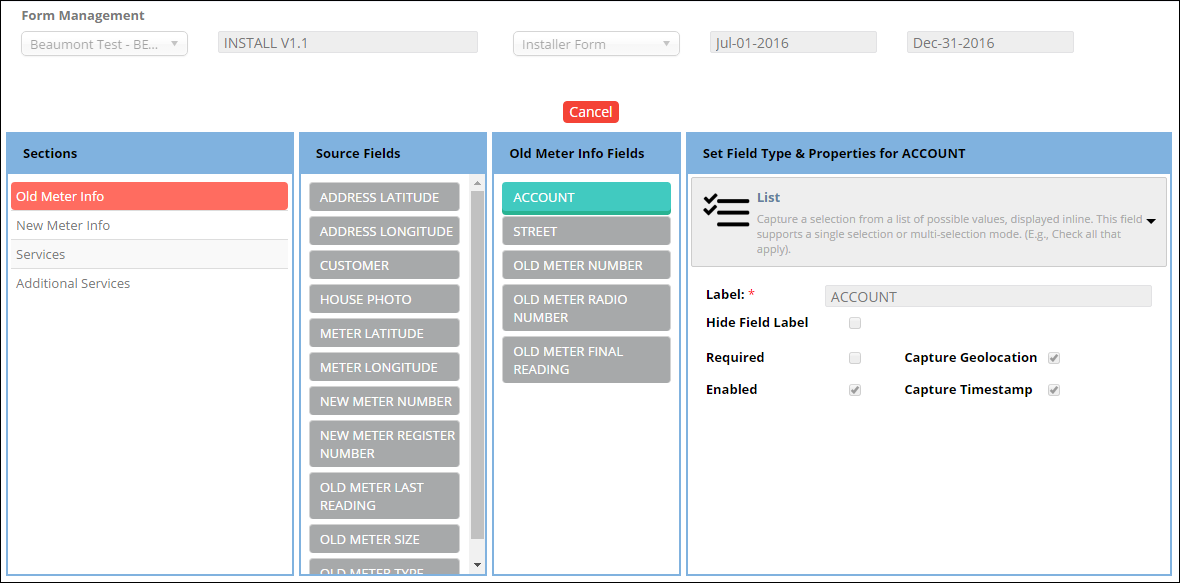 Form Management
Beaumont Test - BE...
INSTALL V1.1
Installer Form
Jul-01-2016
Dec-31-2016
Cancel
Sections
Old Meter Info
New Meter Info
Services
Additional Services
Source Fields
ADDRESS LATITUDE
ADDRESS LONGITUDE
CUSTOMER
HOUSE PHOTO
METER LATITUDE
METER LONGITUDE
NEW METER NUMBER
NEW METER REGISTER
NUMBER
OLD METER LAST
READING
OLD METER SIZE
OLD METER TYPE
Old Meter Info Fields
ACCOUNT
STREET
OLD METER NUMBER
OLD METER RADIO
NUMBER
OLD METER FINAL
READING
Set Field Type & Properties for ACCOUNT
List
Capture a selection from a list of possible values, displayed inline. This field
supports a single selection or multi-selection mode. (E.g., Check all that
apply).
Label: *
ACCOUNT
Hide Field Label
Required
Capture Geolocation
Enabled
Capture Timestamp